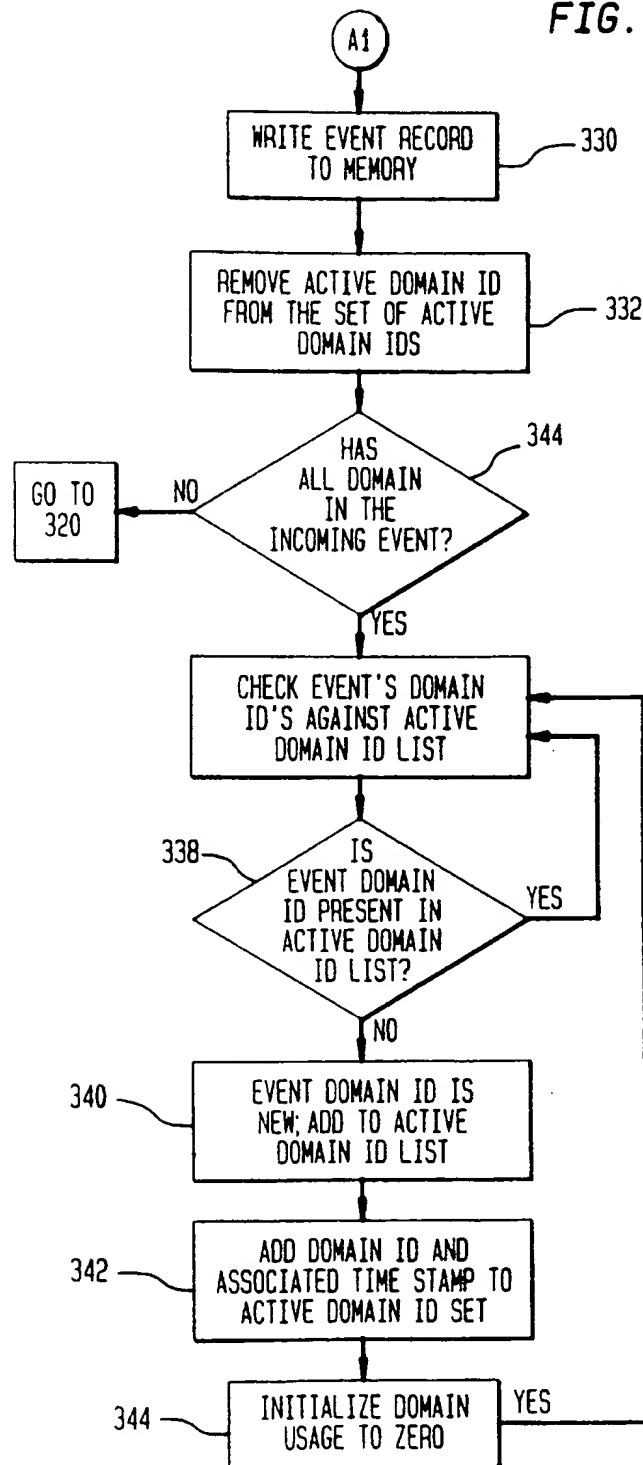 FIG.
A1
WRITE EVENT RECORD
TO MEMORY
330
REMOVE ACTIVE DOMAIN ID
FROM THE SET OF ACTIVE
DOMAIN IDS
332
HAS
ALL DOMAIN
IN THE
INCOMING EVENT?
344
NO
GO TO
320
YES
CHECK EVENT'S DOMAIN
ID'S AGAINST ACTIVE
DOMAIN ID LIST
338
IS
EVENT DOMAIN
ID PRESENT IN
ACTIVE DOMAIN
ID LIST?
YES
NO
340
EVENT DOMAIN ID IS
NEW; ADD TO ACTIVE
DOMAIN ID LIST
342
ADD DOMAIN ID AND
ASSOCIATED TIME STAMP TO
ACTIVE DOMAIN ID SET
344
INITIALIZE DOMAIN
USAGE TO ZERO
YES